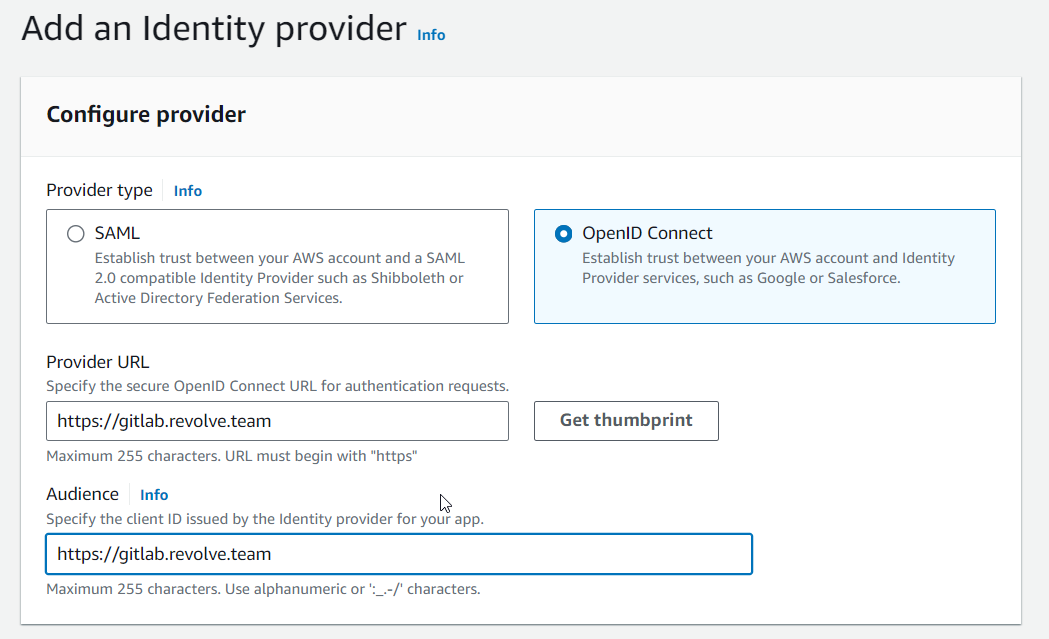 Add an Identity provider Info
Configure provider
Provider type Info
SAML
Establish trust between your AWS account and a SAML
2.0 compatible Identity Provider such as Shibboleth or
Active Directory Federation Services.
OpenID Connect
Establish trust between your AWS account and Identity
Provider services, such as Google or Salesforce.
Provider URL
Specify the secure OpenID Connect URL for authentication requests.
https://gitlab.revolve.team
Get thumbprint
Maximum 255 characters. URL must begin with "https"
Audience Info
Specify the client ID issued by the Identity provider for your app.
https://gitlab.revolve.team
Maximum 255 characters. Use alphanumeric or ':_.-/' characters.